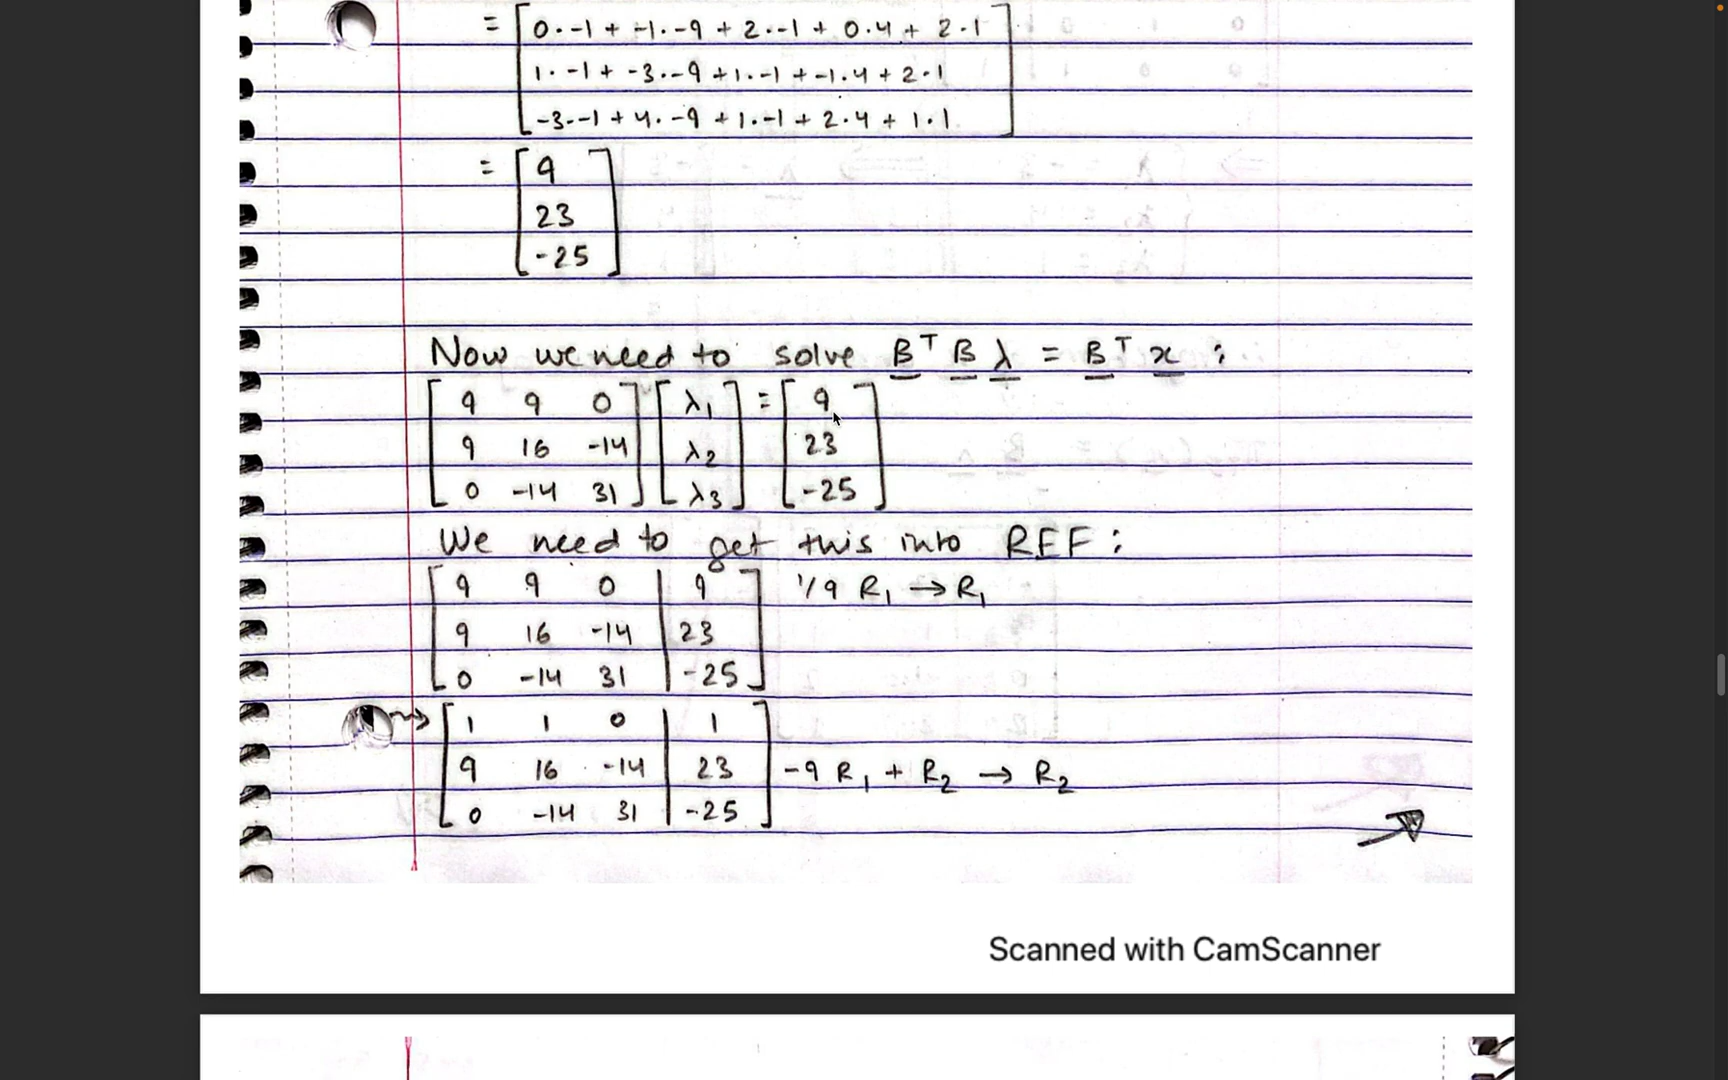 = [ 0·-1 + -1·-9 + 2·-1 + 0·4 + 2·1 ]
[ 1·-1 + -3·-9 + 1·-1 + -1·4 + 2·1 ]
[ -3·-1 + 4·-9 + 1·-1 + 2·4 + 1·1 ]
= [ 9 ]
[ 23 ]
[ -25 ]
Now we need to solve B^T B λ = B^T x :
[ 9 9 0 ] [ λ₁ ] = [ 9 ]
[ 9 16 -14 ] [ λ₂ ] [ 23 ]
[ 0 -14 31 ] [ λ₃ ] [ -25 ]
We need to get this into REF :
[ 9 9 0 | 9 ] 1/9 R₁ → R₁
[ 9 16 -14 | 23 ]
[ 0 -14 31 | -25 ]
⇝ [ 1 1 0 | 1 ]
[ 9 16 -14 | 23 ] -9 R₁ + R₂ → R₂
[ 0 -14 31 | -25 ]
Scanned with CamScanner